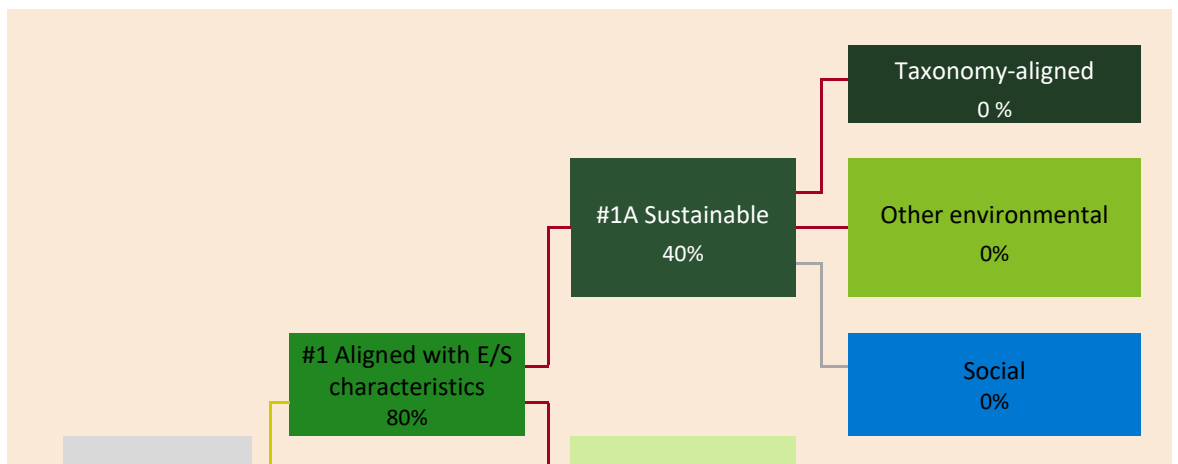 Taxonomy-aligned
0 %
#1A Sustainable
40%
Other environmental
0%
#1 Aligned with E/S
characteristics
80%
Social
0%